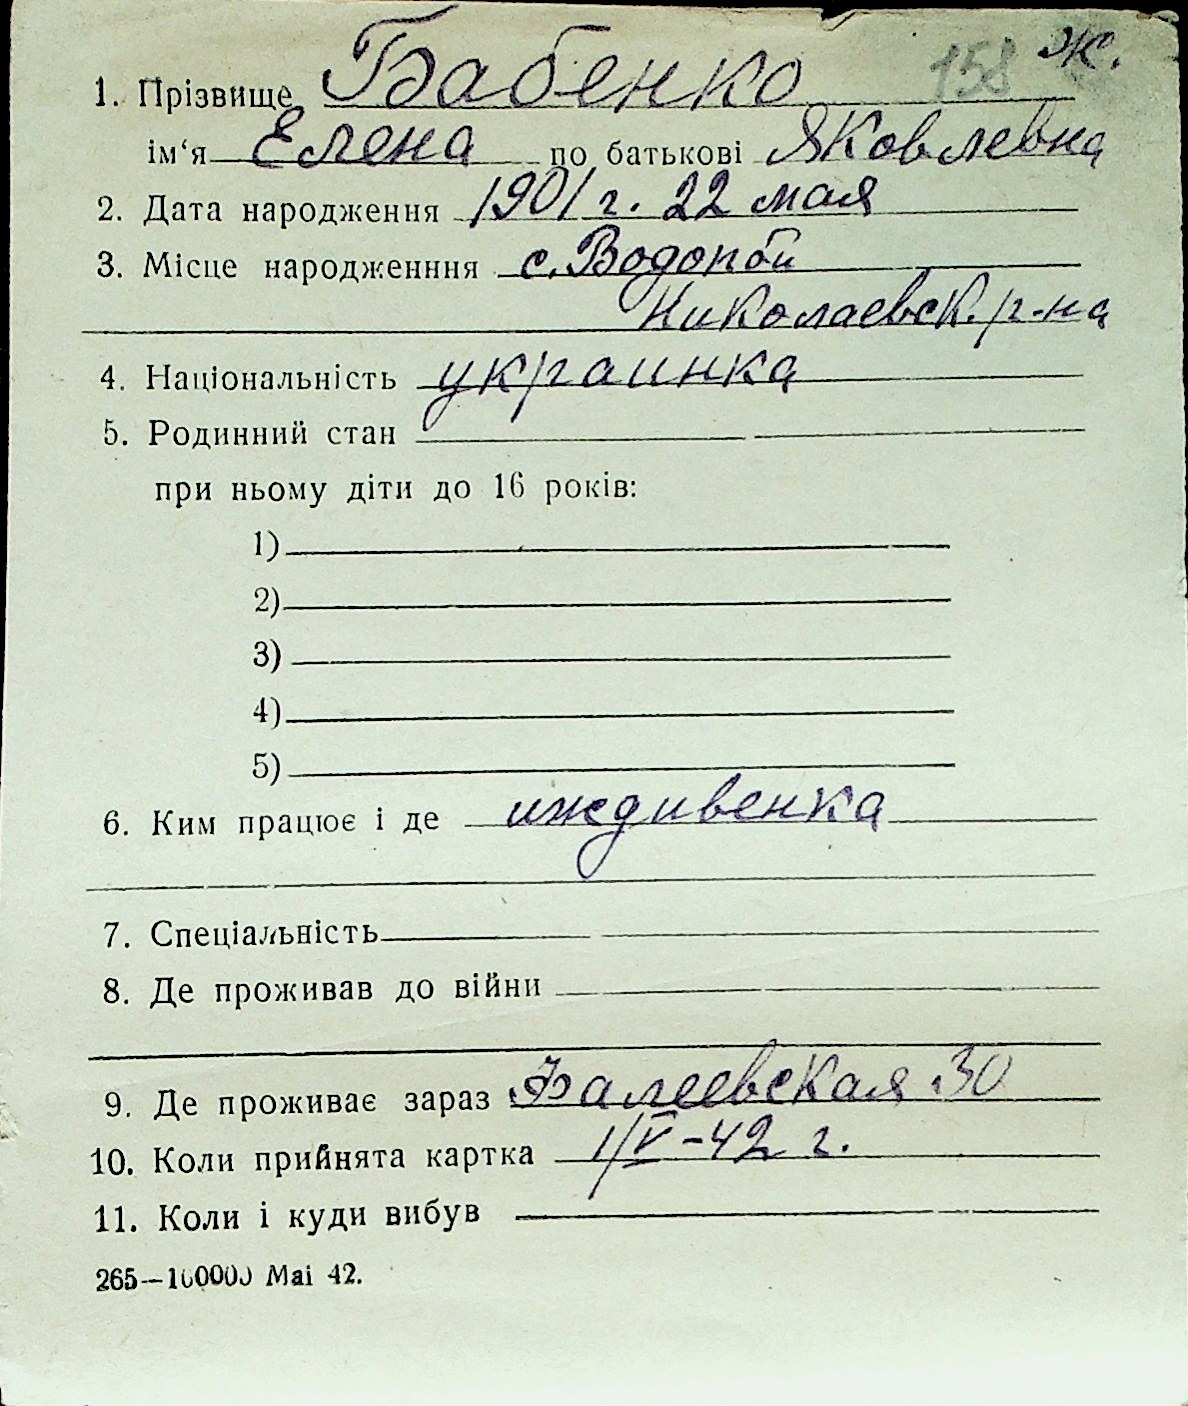 158 Ж.
1. Прізвище Бабенко
ім‘я Елена по батькові Яковлевна
2. Дата народження 1901 г. 22 мая
3. Місце народженння с. Водопой
Николаевск. р-на
4. Національність украинка
5. Родинний стан
при ньому діти до 16 років:
1)
2)
3)
4)
5)
6. Ким працює і де иждивенка
7. Спеціальність
8. Де проживав до війни
9. Де проживає зараз Фалеевская 30
10. Коли прийнята картка 1/V-42 г.
11. Коли і куди вибув
265—100000 Маі 42.